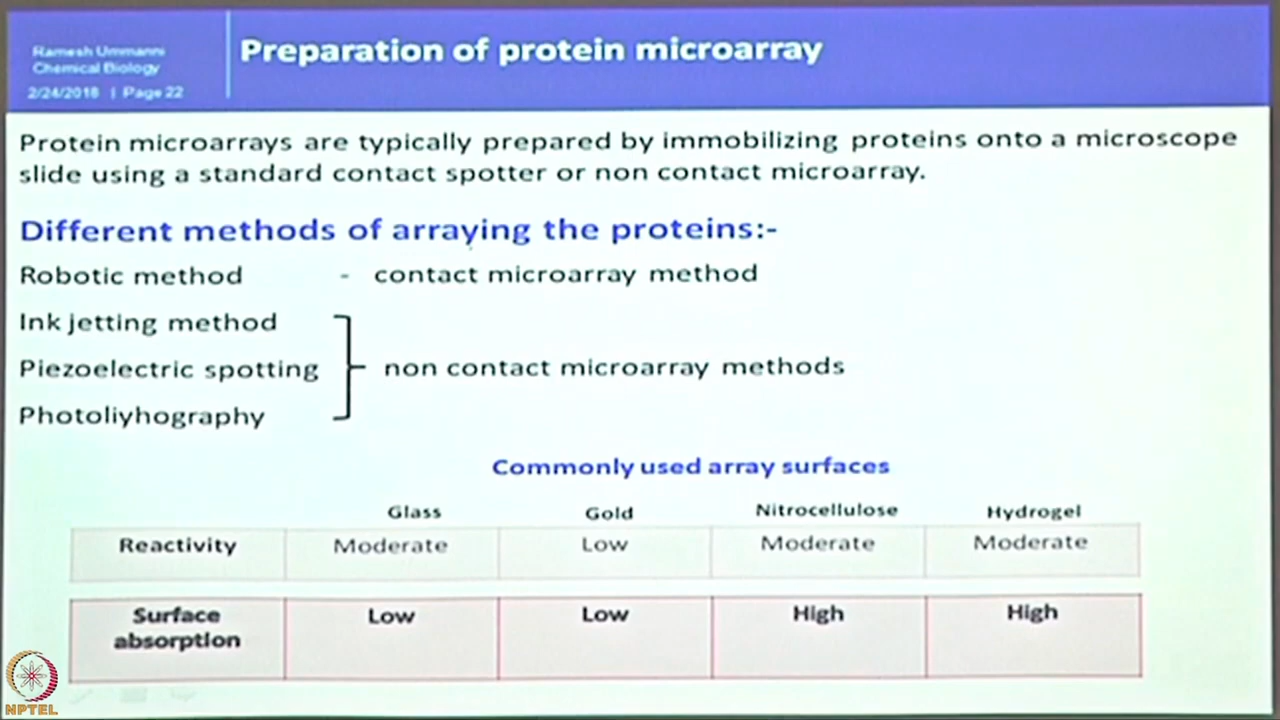 Ramesh Ummanni
Chemical Biology
2/24/2018 | Page 22
Preparation of protein microarray
Protein microarrays are typically prepared by immobilizing proteins onto a microscope
slide using a standard contact spotter or non contact microarray.
Different methods of arraying the proteins:-
Robotic method - contact microarray method
Ink jetting method
Piezoelectric spotting
non contact microarray methods
Photoliyhography
Commonly used array surfaces
Glass Gold Nitrocellulose Hydrogel
Reactivity Moderate Low Moderate Moderate
Surface
absorption Low Low High High
NPTEL